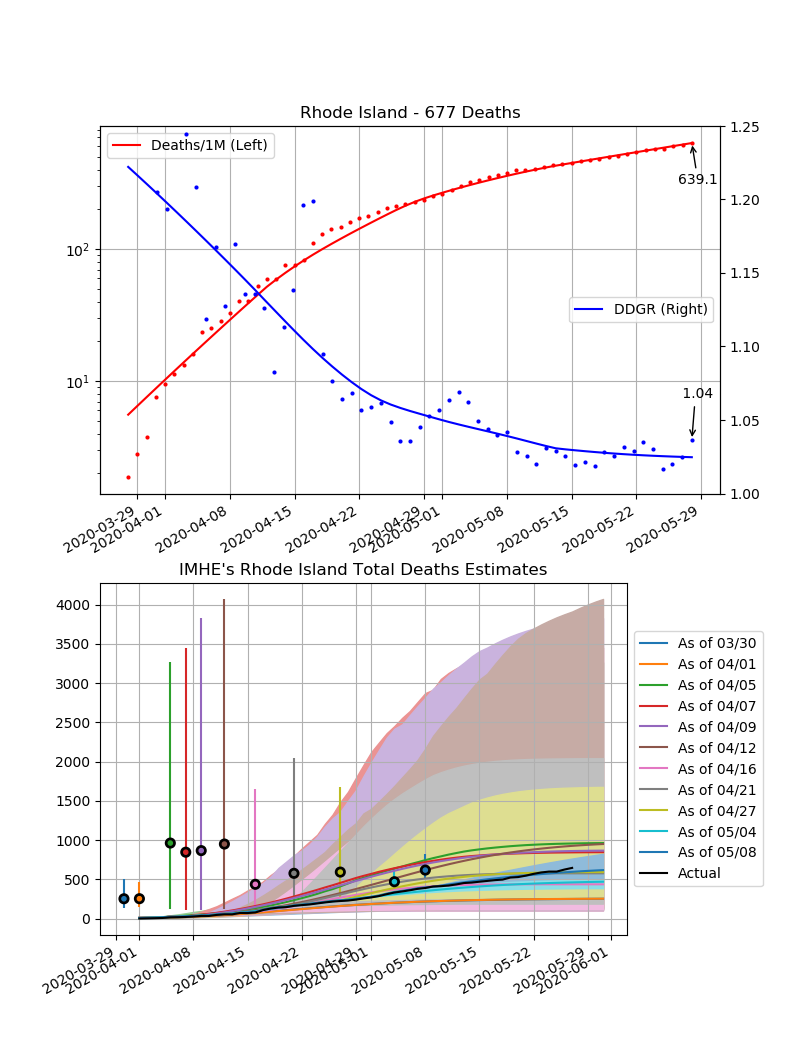 Rhode Island - 677 Deaths
Deaths/1M (Left)
DDGR (Right)
639.1
1.04
10²
10¹
1.25
1.20
1.15
1.10
1.05
1.00
2020-03-29
2020-04-01
2020-04-08
2020-04-15
2020-04-22
2020-04-29
2020-05-01
2020-05-08
2020-05-15
2020-05-22
2020-05-29
IMHE's Rhode Island Total Deaths Estimates
4000
3500
3000
2500
2000
1500
1000
500
0
2020-03-29
2020-04-01
2020-04-08
2020-04-15
2020-04-22
2020-04-29
2020-05-01
2020-05-08
2020-05-15
2020-05-22
2020-05-29
2020-06-01
As of 03/30
As of 04/01
As of 04/05
As of 04/07
As of 04/09
As of 04/12
As of 04/16
As of 04/21
As of 04/27
As of 05/04
As of 05/08
Actual